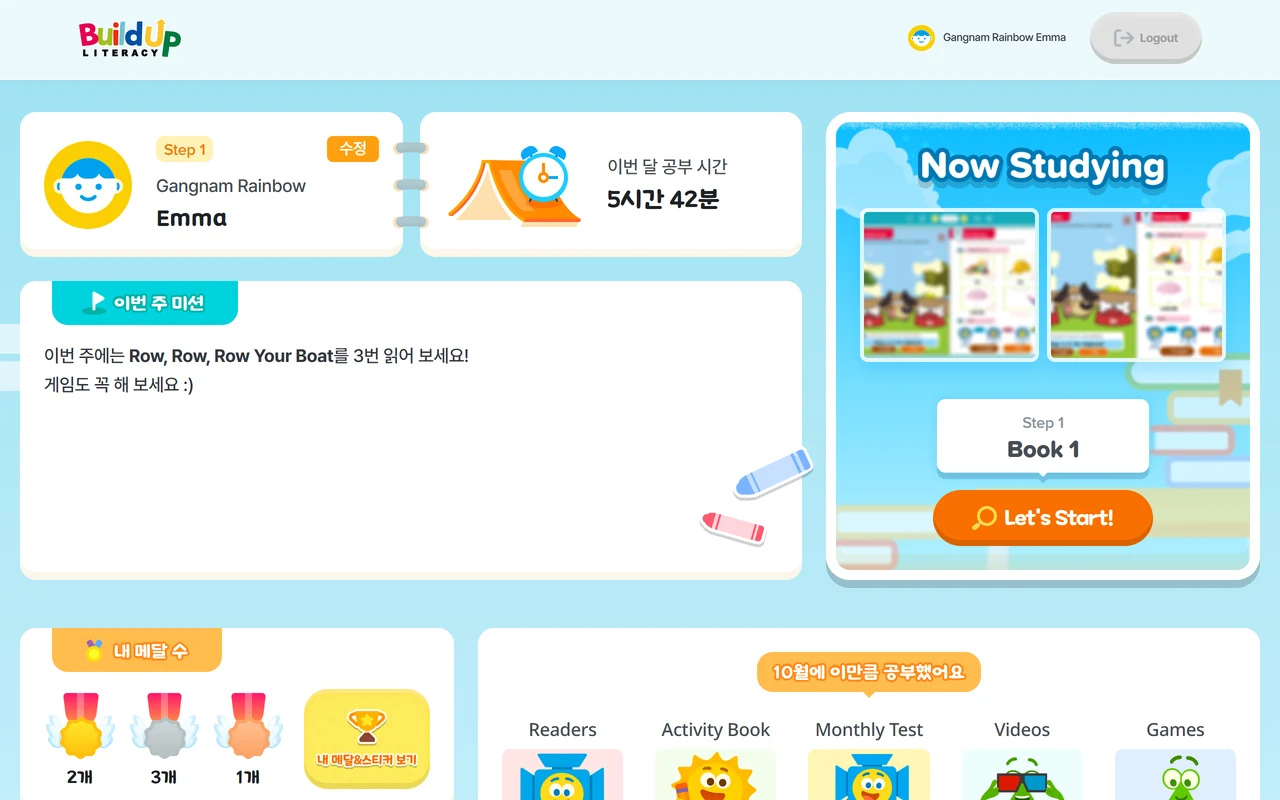 BuildUp
LITERACY
Gangnam Rainbow Emma
Logout
Step 1
수정
Gangnam Rainbow
Emma
이번 달 공부 시간
5시간 42분
Now Studying
이번 주 미션
이번 주에는 Row, Row, Row Your Boat를 3번 읽어 보세요!
게임도 꼭 해 보세요 :)
Step 1
Book 1
Let's Start!
내 메달 수
2개
3개
1개
내 메달&스티커 보기
10월에 이만큼 공부했어요
Readers
Activity Book
Monthly Test
Videos
Games